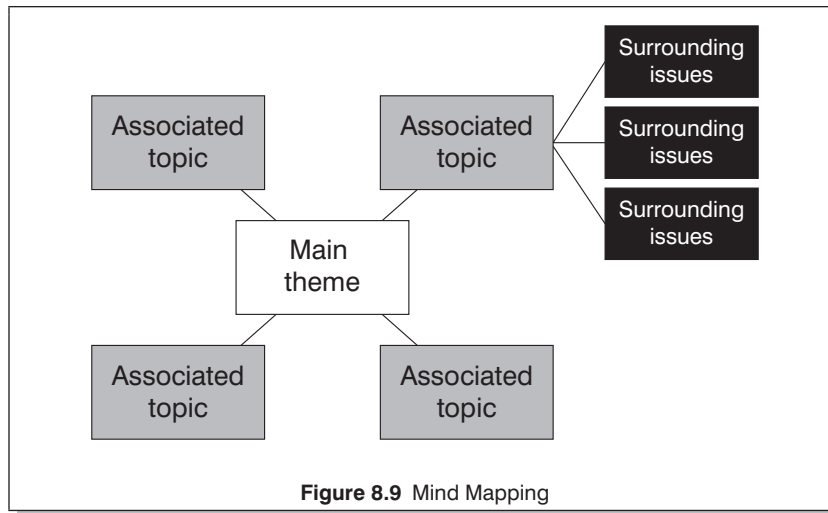 Surrounding
issues
Associated
topic
Associated
topic
Surrounding
issues
Surrounding
issues
Main
theme
Associated
topic
Associated
topic
Figure 8.9 Mind Mapping